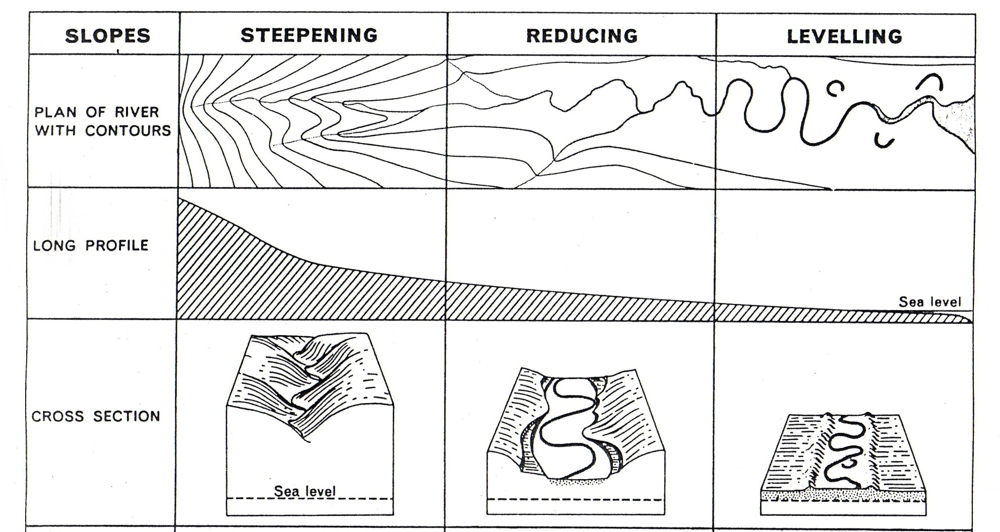 SLOPES
STEEPENING
REDUCING
LEVELLING
PLAN OF RIVER
WITH CONTOURS
LONG PROFILE
Sea level
CROSS SECTION
Sea level